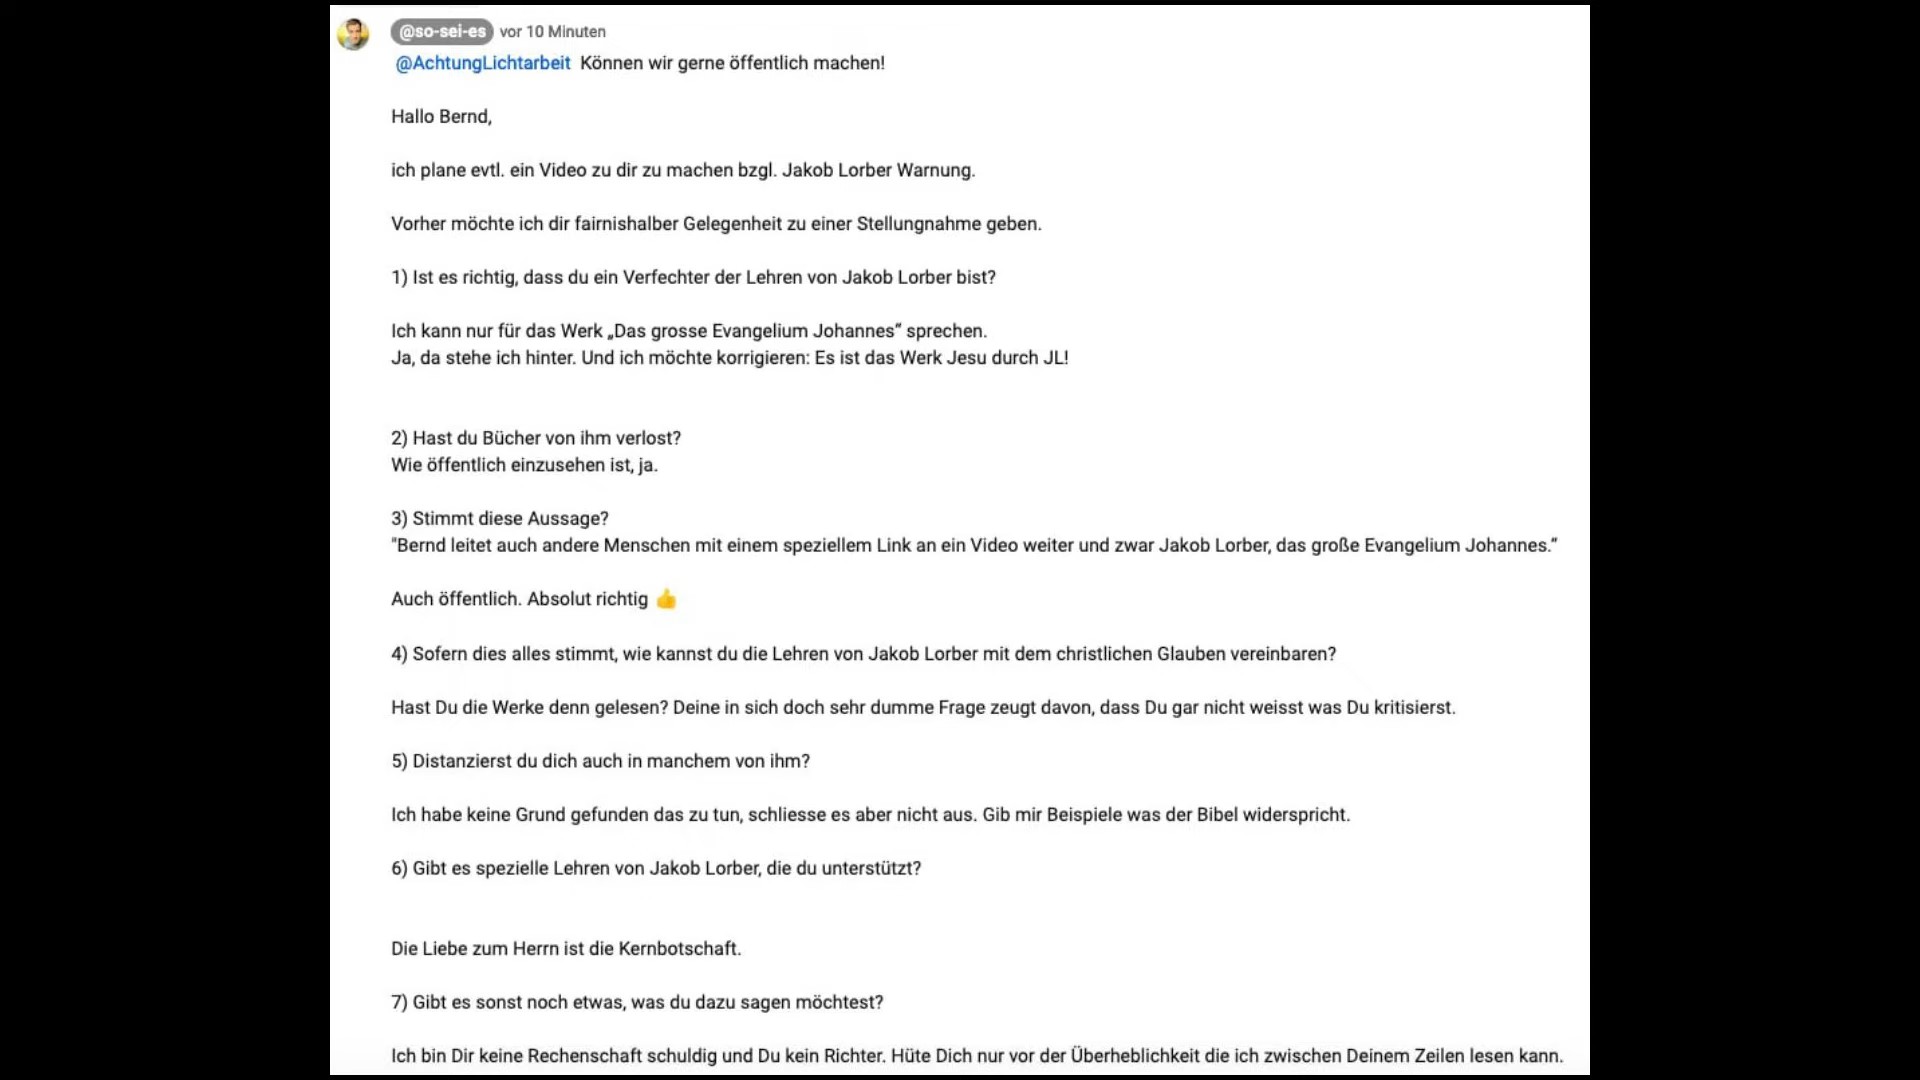 @so-sei-es vor 10 Minuten
@AchtungLichtarbeit Können wir gerne öffentlich machen!
Hallo Bernd,
ich plane evtl. ein Video zu dir zu machen bzgl. Jakob Lorber Warnung.
Vorher möchte ich dir fairnishalber Gelegenheit zu einer Stellungnahme geben.
1) Ist es richtig, dass du ein Verfechter der Lehren von Jakob Lorber bist?
Ich kann nur für das Werk „Das grosse Evangelium Johannes“ sprechen.
Ja, da stehe ich hinter. Und ich möchte korrigieren: Es ist das Werk Jesu durch JL!
2) Hast du Bücher von ihm verlost?
Wie öffentlich einzusehen ist, ja.
3) Stimmt diese Aussage?
"Bernd leitet auch andere Menschen mit einem speziellem Link an ein Video weiter und zwar Jakob Lorber, das große Evangelium Johannes.“
Auch öffentlich. Absolut richtig 👍
4) Sofern dies alles stimmt, wie kannst du die Lehren von Jakob Lorber mit dem christlichen Glauben vereinbaren?
Hast Du die Werke denn gelesen? Deine in sich doch sehr dumme Frage zeugt davon, dass Du gar nicht weisst was Du kritisierst.
5) Distanzierst du dich auch in manchem von ihm?
Ich habe keine Grund gefunden das zu tun, schliesse es aber nicht aus. Gib mir Beispiele was der Bibel widerspricht.
6) Gibt es spezielle Lehren von Jakob Lorber, die du unterstützt?
Die Liebe zum Herrn ist die Kernbotschaft.
7) Gibt es sonst noch etwas, was du dazu sagen möchtest?
Ich bin Dir keine Rechenschaft schuldig und Du kein Richter. Hüte Dich nur vor der Überheblichkeit die ich zwischen Deinem Zeilen lesen kann.